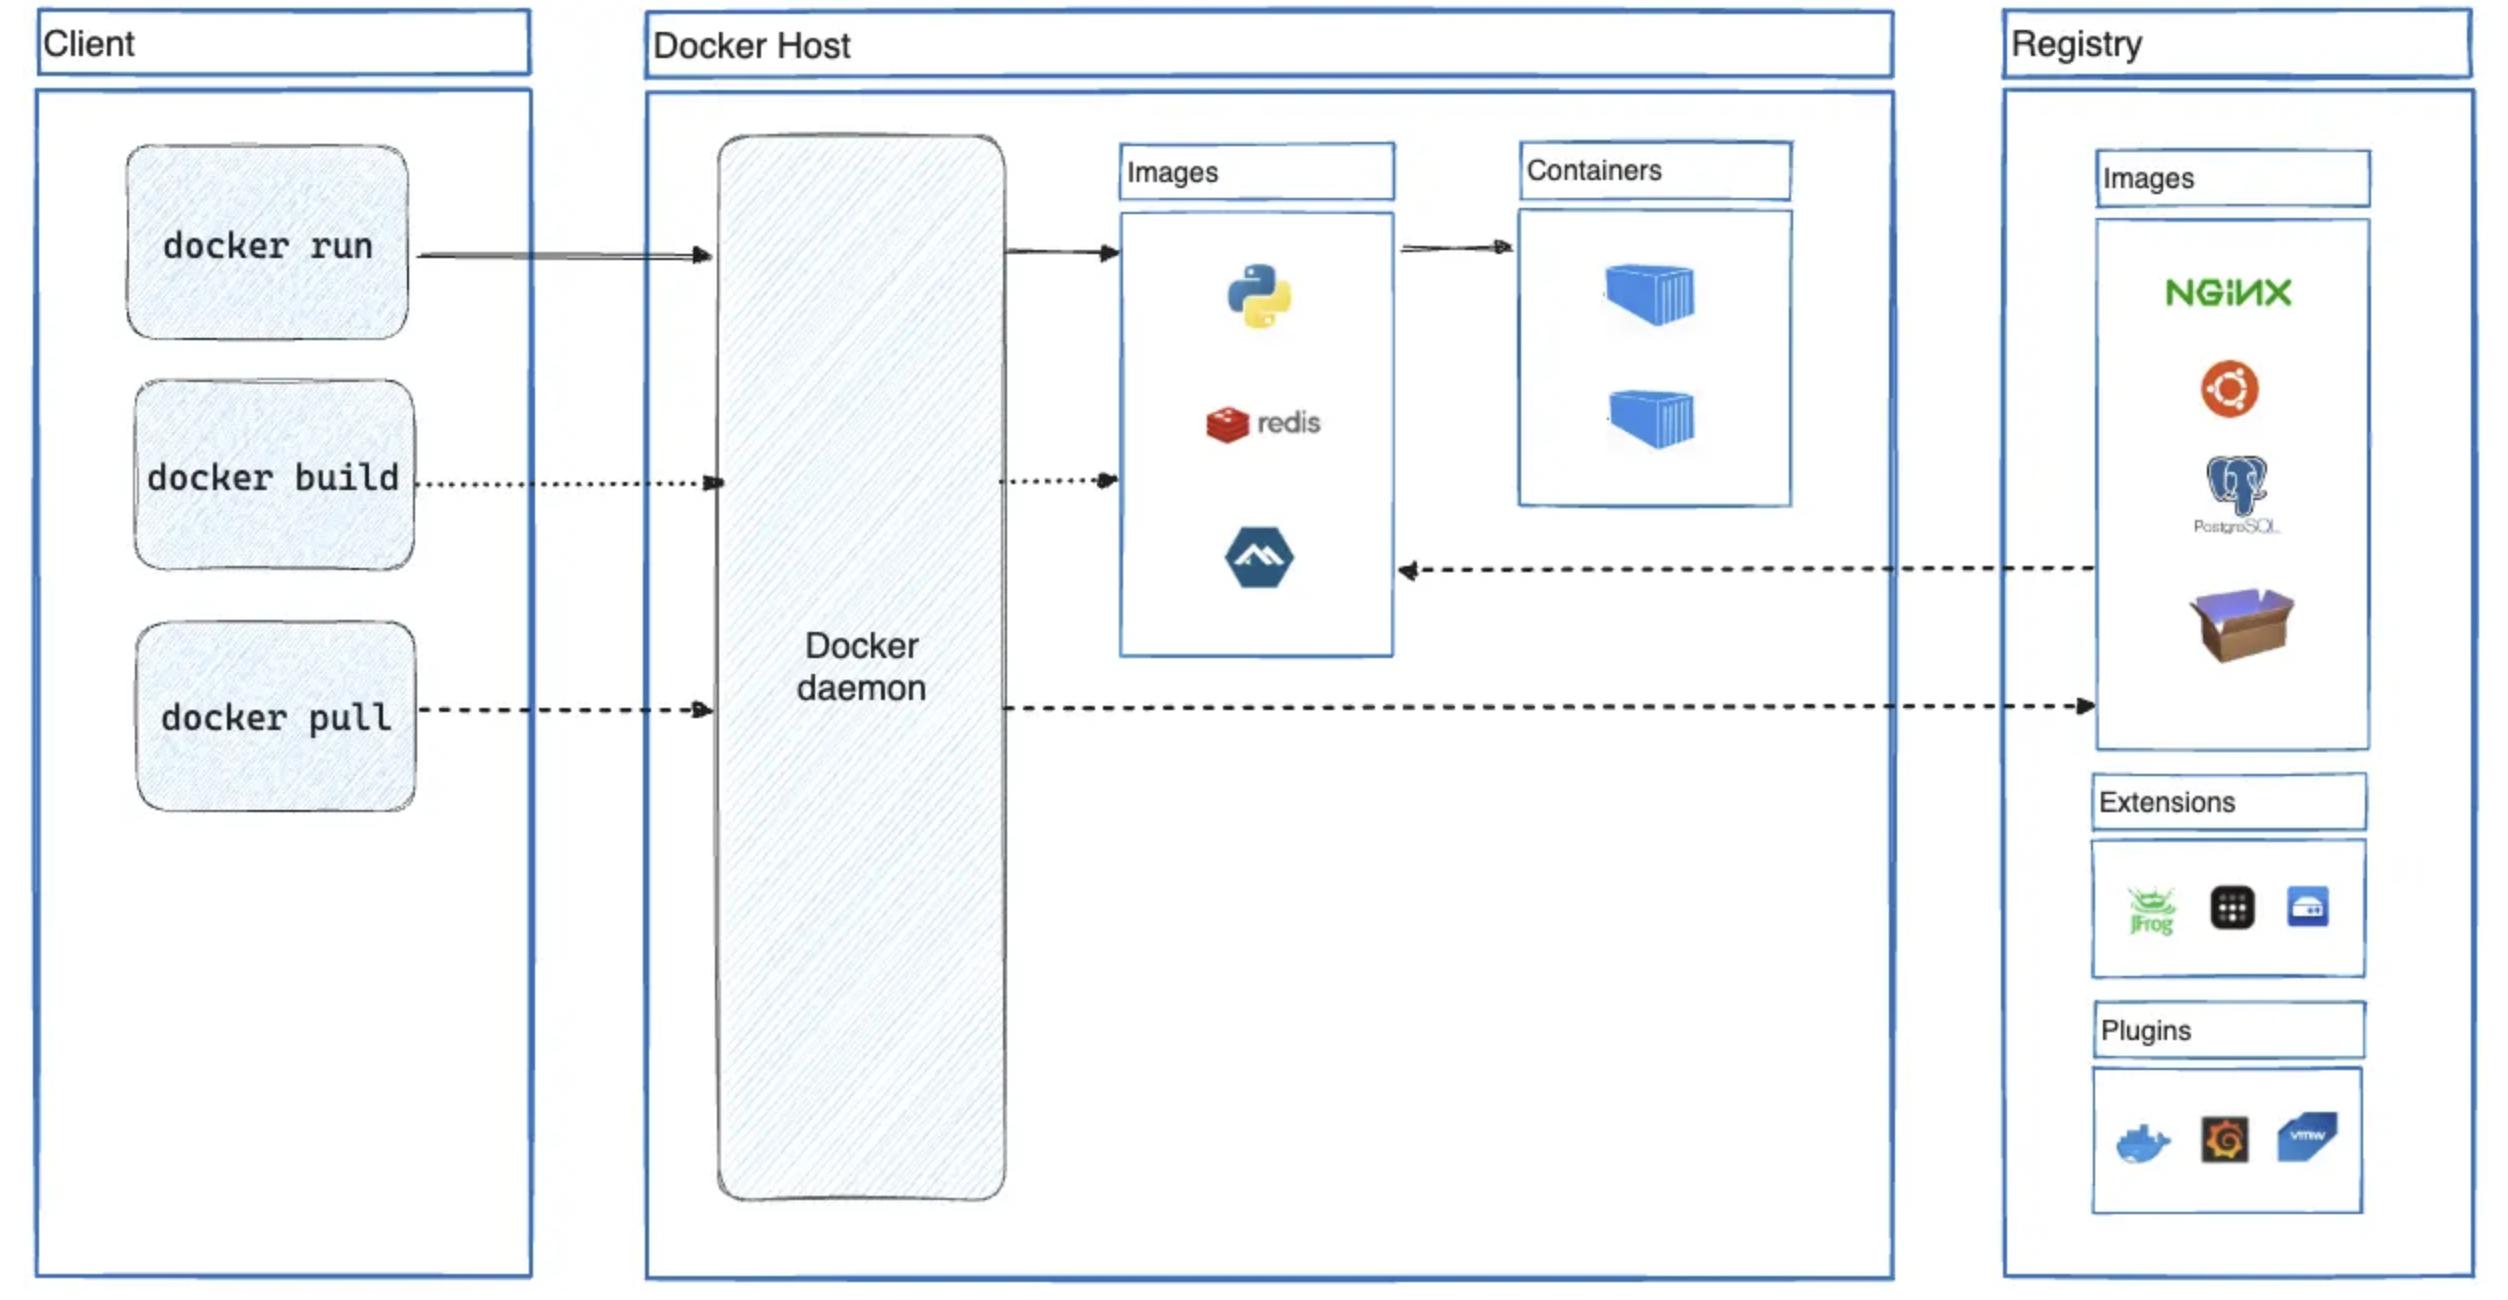 Client
docker run
docker build
docker pull
Docker Host
Docker
daemon
Images
redis
Containers
Registry
Images
NGiNX
PostgreSQL
Extensions
JFrog
Plugins
vmw